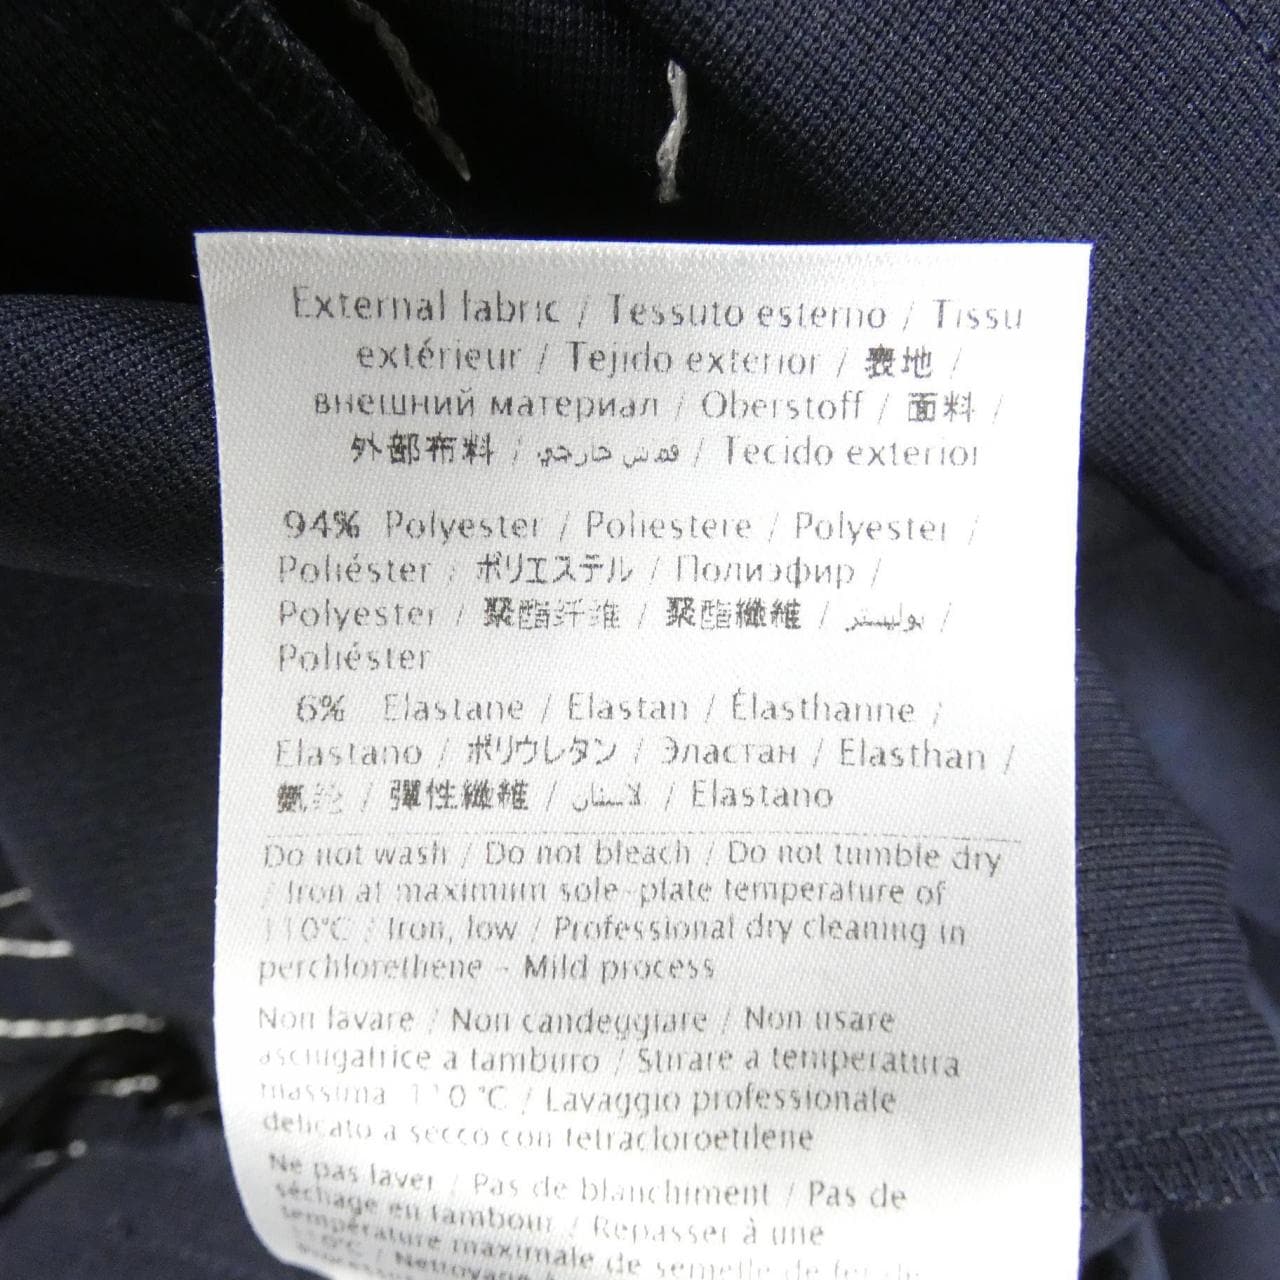 External fabric / Tessuto esterno / Tissu
extérieur / Tejido exterior / 表地 /
внешний материал / Oberstoff / 面料 /
外部布料 / قماش خارجي / Tecido exterior
94% Polyester / Poliestere / Polyester /
Poliéster / ポリエステル / Полиэфир /
Polyester / 聚酯纤维 / 聚酯纖維 / بوليستر /
Poliéster
6% Elastane / Elastan / Élasthanne /
Elastano / ポリウレタン / Эластан / Elasthan /
氨纶 / 彈性纖維 / لاستان / Elastano
Do not wash / Do not bleach / Do not tumble dry
/ Iron at maximum sole-plate temperature of
110°C / Iron, low / Professional dry cleaning in
perchlorethene - Mild process
Non lavare / Non candeggiare / Non usare
asciugatrice a tamburo / Stirare a temperatura
massima 110°C / Lavaggio professionale
delicato a secco con tetracloroetilene
Ne pas laver / Pas de blanchiment / Pas de
séchage en tambour / Repasser à une
température maximale de semelle de fer de
110°C / Nettoyage